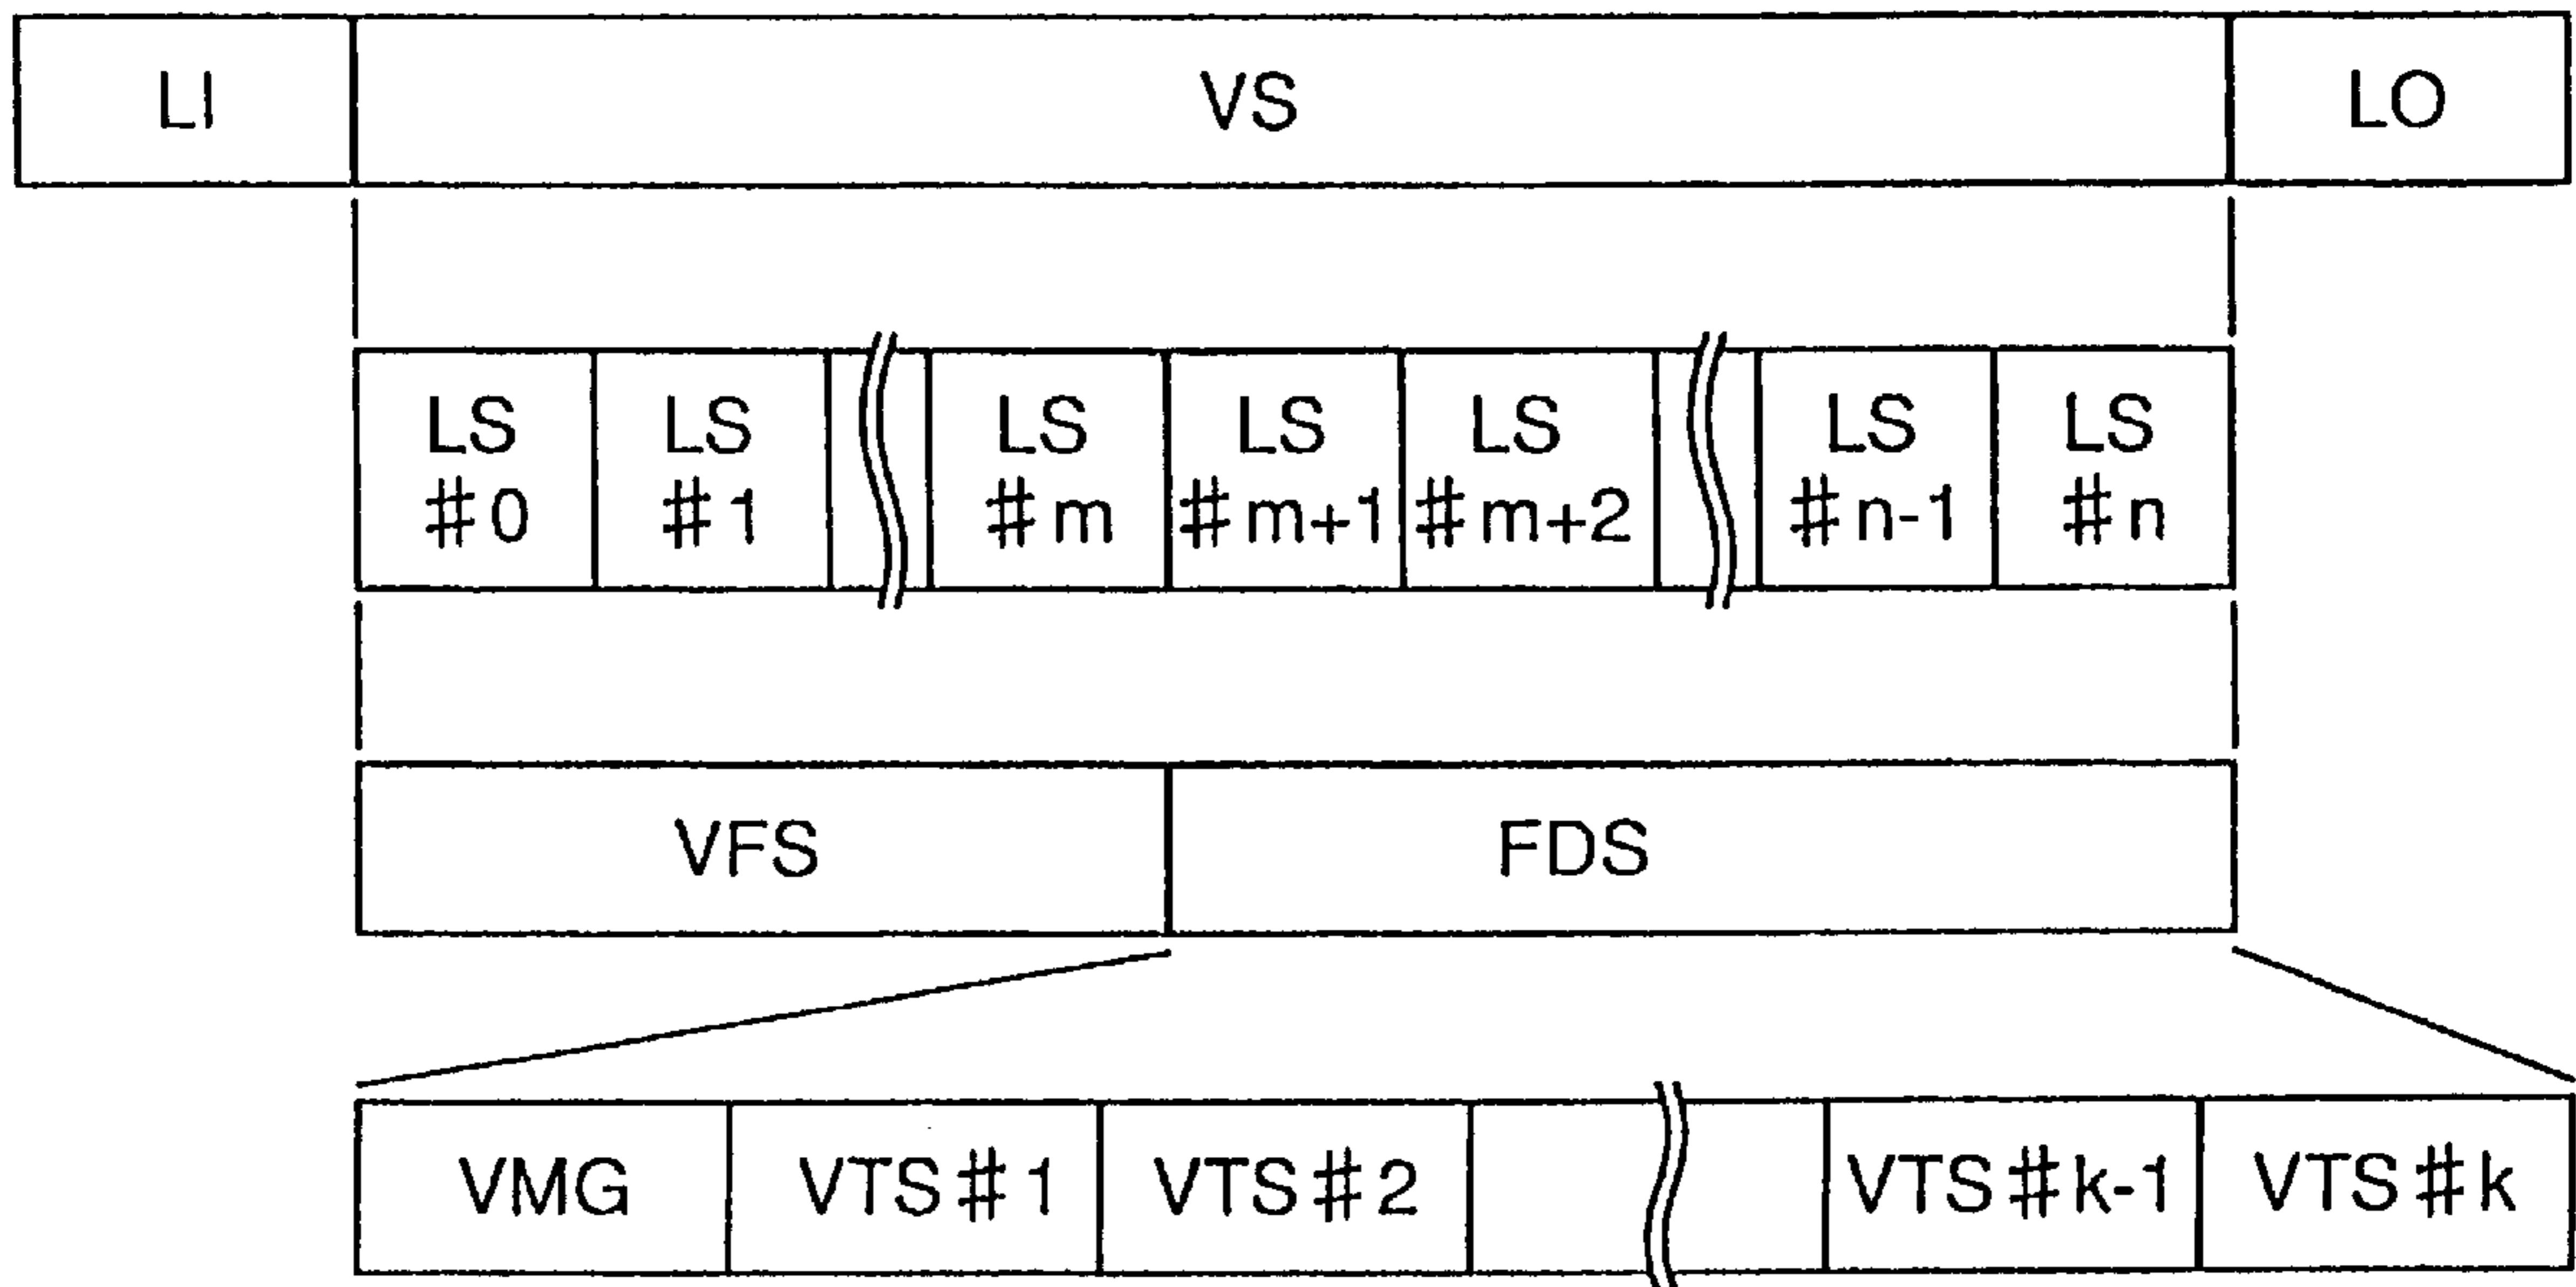 LI VS LO
LS LS LS LS LS LS LS
#0 #1 #m #m+1 #m+2 #n-1 #n
VFS FDS
VMG VTS#1 VTS#2 VTS#k-1 VTS#k